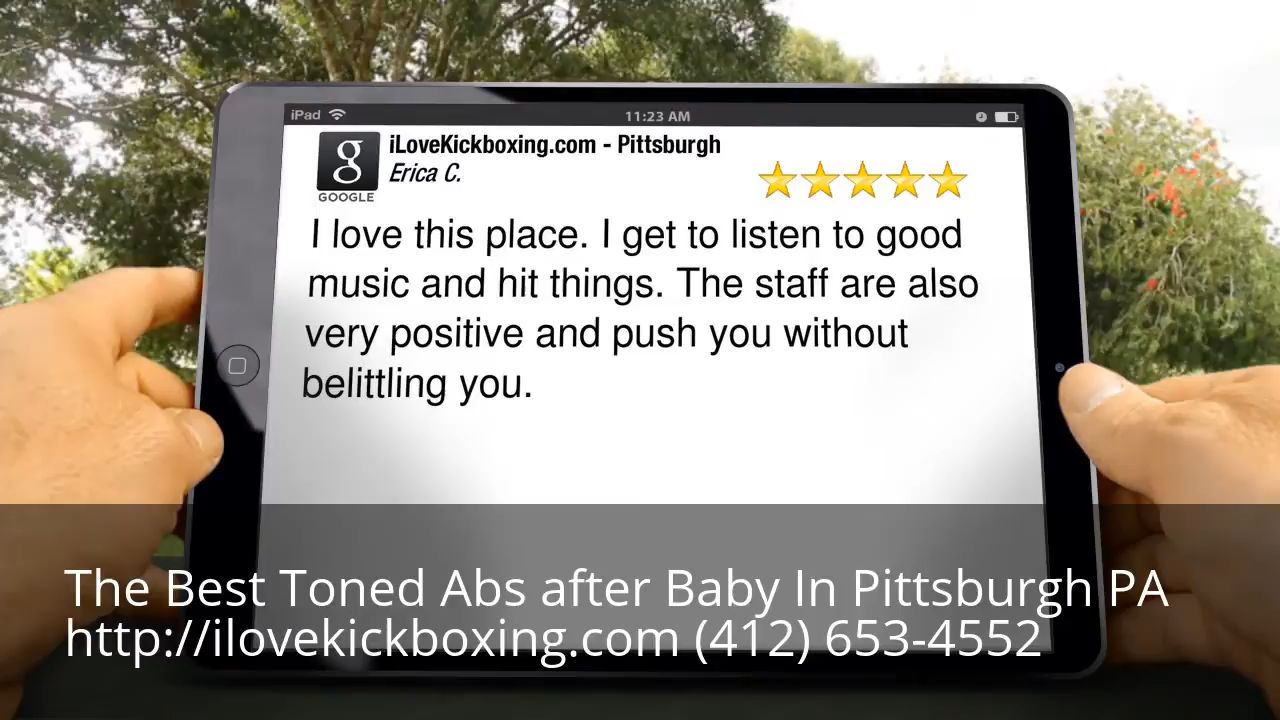 iPad
11:23 AM
g
GOOGLE
iLoveKickboxing.com - Pittsburgh
Erica C.
I love this place. I get to listen to good
music and hit things. The staff are also
very positive and push you without
belittling you.
The Best Toned Abs after Baby In Pittsburgh PA
http://ilovekickboxing.com (412) 653-4552